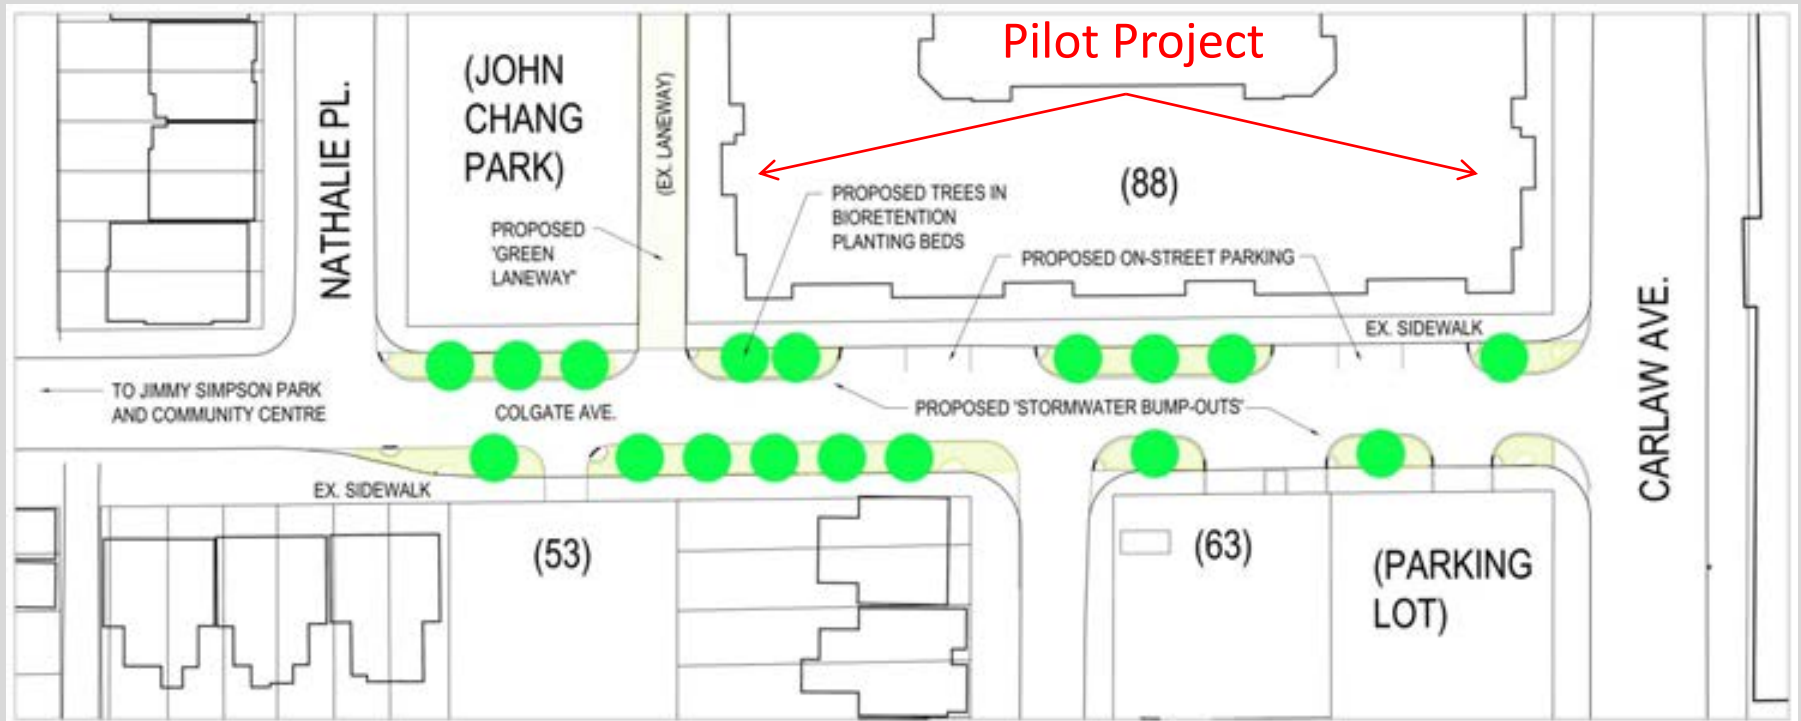 Pilot Project
(JOHN
CHANG
PARK)
NATHALIE PL.
(EX. LANEWAY)
(88)
PROPOSED TREES IN
BIORETENTION
PLANTING BEDS
PROPOSED
'GREEN
LANEWAY'
PROPOSED ON-STREET PARKING
EX. SIDEWALK
CARLAW AVE.
TO JIMMY SIMPSON PARK
AND COMMUNITY CENTRE
COLGATE AVE.
PROPOSED 'STORMWATER BUMP-OUTS'
EX. SIDEWALK
(53)
(63)
(PARKING
LOT)